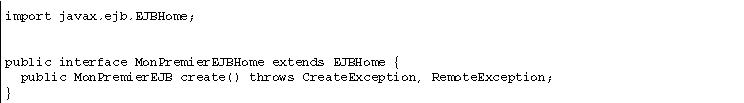 import javax.ejb.EJBHome;
public interface MonPremierEJBHome extends EJBHome {
  public MonPremierEJB create() throws CreateException, RemoteException;
}